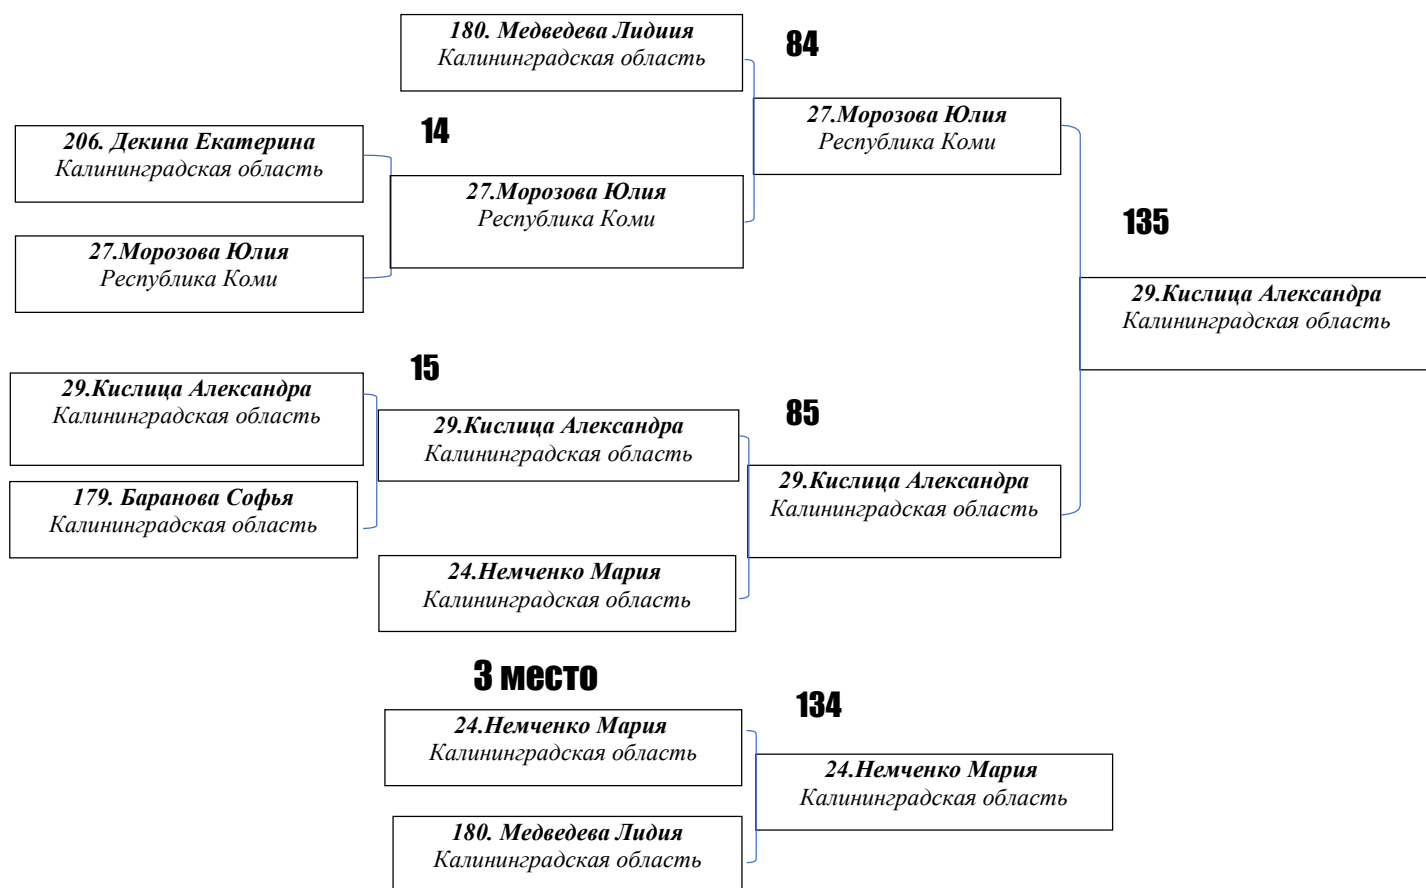 180. Медведева Лидиия
Калининградская область
84
27.Морозова Юлия
Республика Коми
206. Декина Екатерина
Калининградская область
14
27.Морозова Юлия
Республика Коми
27.Морозова Юлия
Республика Коми
135
29.Кислица Александра
Калининградская область
29.Кислица Александра
Калининградская область
15
29.Кислица Александра
Калининградская область
85
29.Кислица Александра
Калининградская область
179. Баранова Софья
Калининградская область
24.Немченко Мария
Калининградская область
3 место
134
24.Немченко Мария
Калининградская область
24.Немченко Мария
Калининградская область
180. Медведева Лидия
Калининградская область